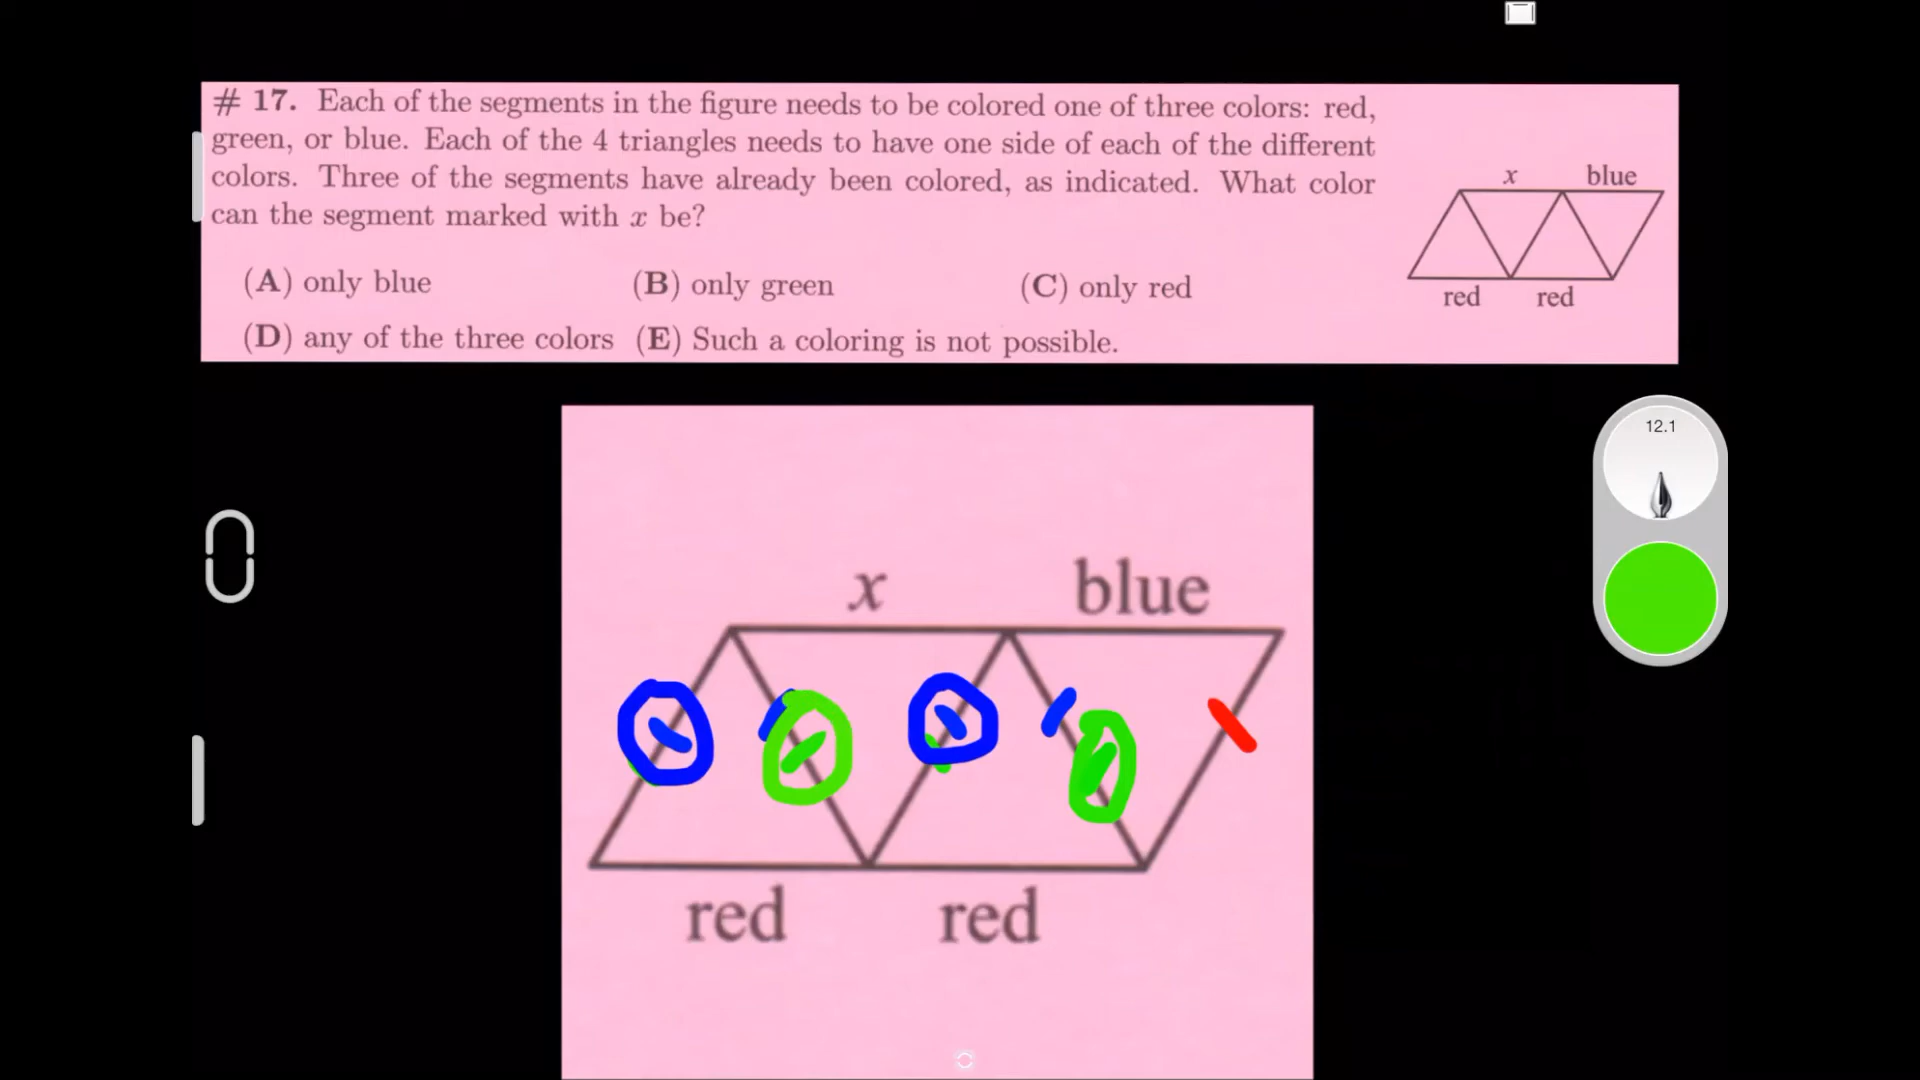 # 17. Each of the segments in the figure needs to be colored one of three colors: red,
green, or blue. Each of the 4 triangles needs to have one side of each of the different
colors. Three of the segments have already been colored, as indicated. What color
can the segment marked with x be?
(A) only blue (B) only green (C) only red
(D) any of the three colors (E) Such a coloring is not possible.
x blue
red red
12.1
x blue
red red